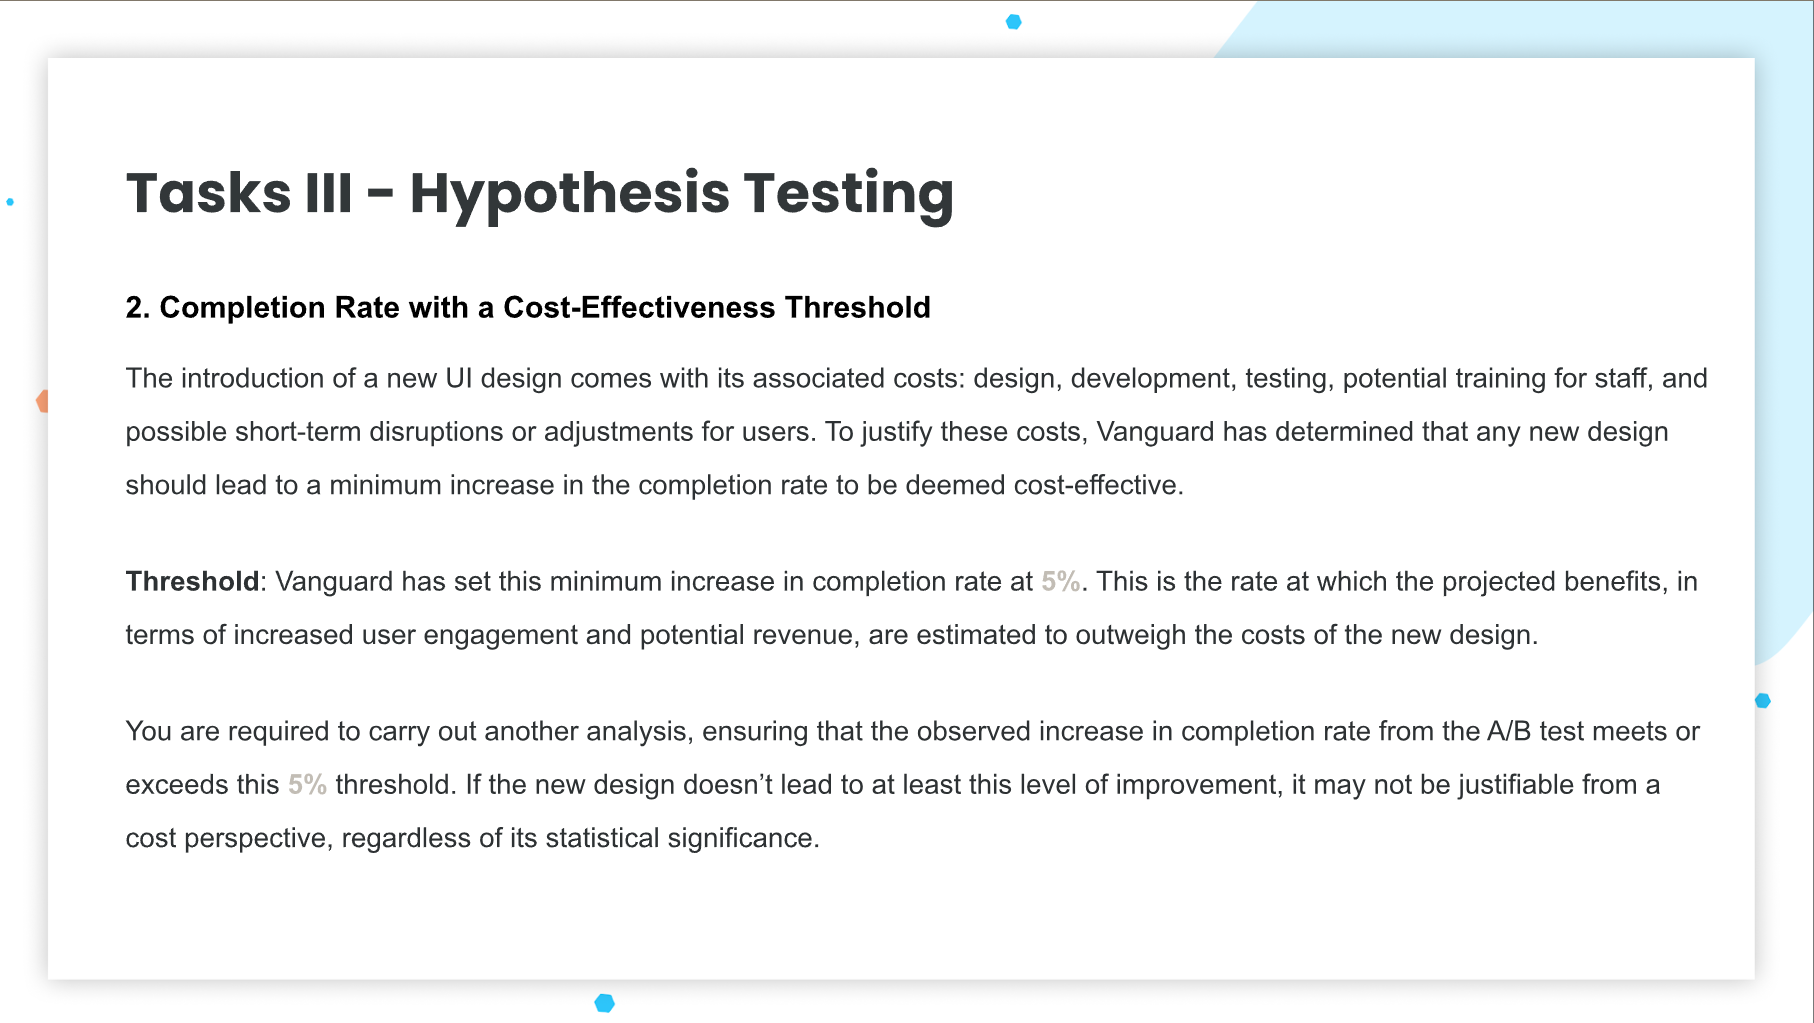 Tasks III - Hypothesis Testing
2. Completion Rate with a Cost-Effectiveness Threshold
The introduction of a new UI design comes with its associated costs: design, development, testing, potential training for staff, and
possible short-term disruptions or adjustments for users. To justify these costs, Vanguard has determined that any new design
should lead to a minimum increase in the completion rate to be deemed cost-effective.
Threshold: Vanguard has set this minimum increase in completion rate at 5%. This is the rate at which the projected benefits, in
terms of increased user engagement and potential revenue, are estimated to outweigh the costs of the new design.
You are required to carry out another analysis, ensuring that the observed increase in completion rate from the A/B test meets or
exceeds this 5% threshold. If the new design doesn’t lead to at least this level of improvement, it may not be justifiable from a
cost perspective, regardless of its statistical significance.